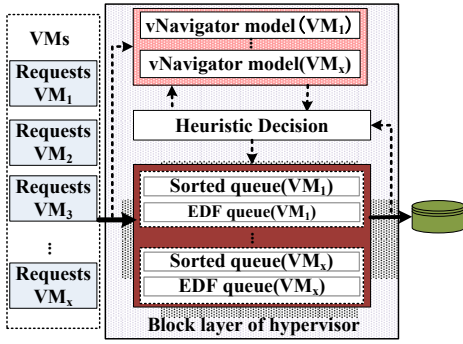 VMs
Requests
VM1
Requests
VM2
Requests
VM3
⋮
Requests
VMx
vNavigator model（VM1）
⋮
vNavigator model(VMx)
Heuristic Decision
Sorted queue(VM1)
EDF queue(VM1)
⋮
Sorted queue(VMx)
EDF queue(VMx)
Block layer of hypervisor